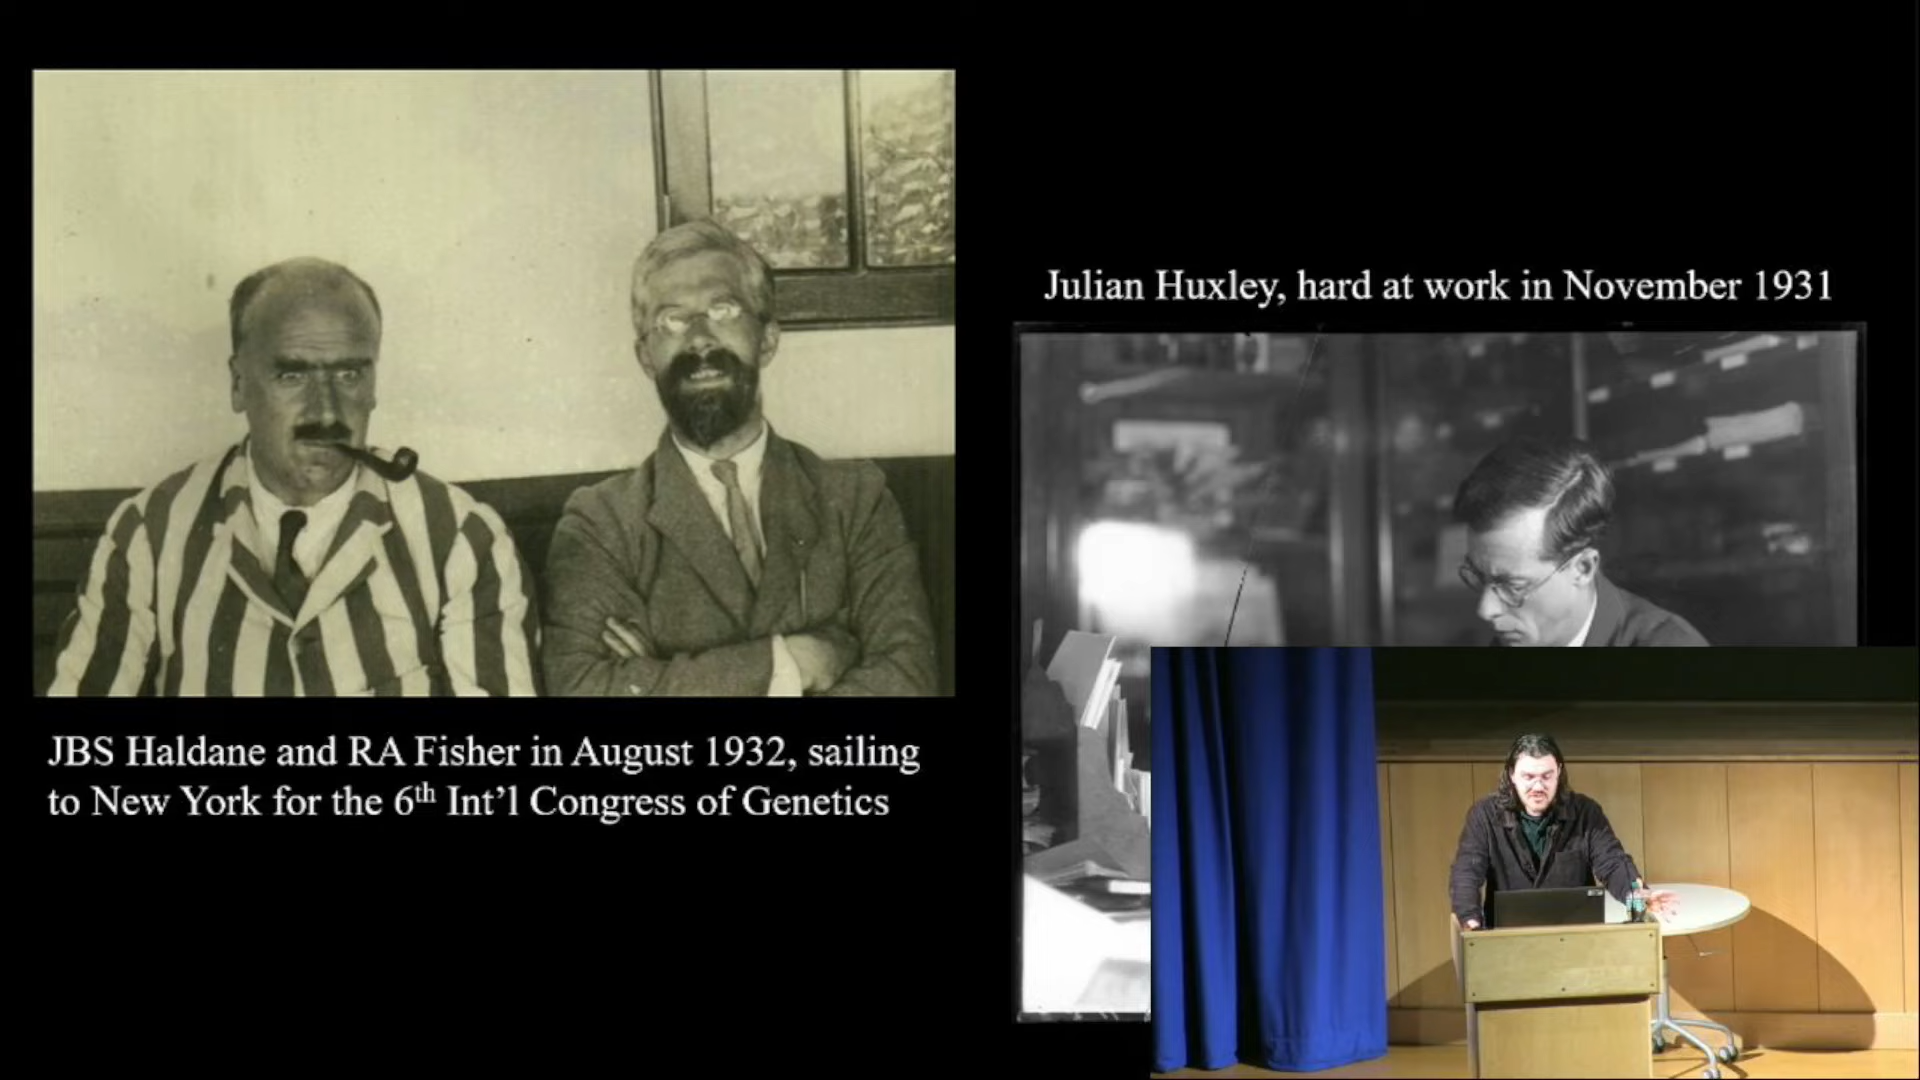 Julian Huxley, hard at work in November 1931
JBS Haldane and RA Fisher in August 1932, sailing
to New York for the 6th Int'l Congress of Genetics